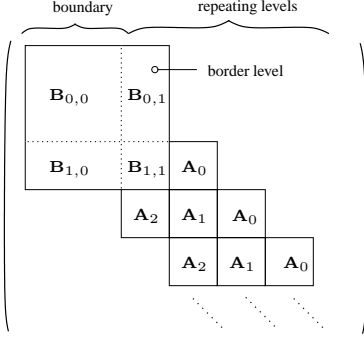 boundary repeating levels
border level
B0,0 B0,1
B1,0 B1,1 A0
A2 A1 A0
A2 A1 A0